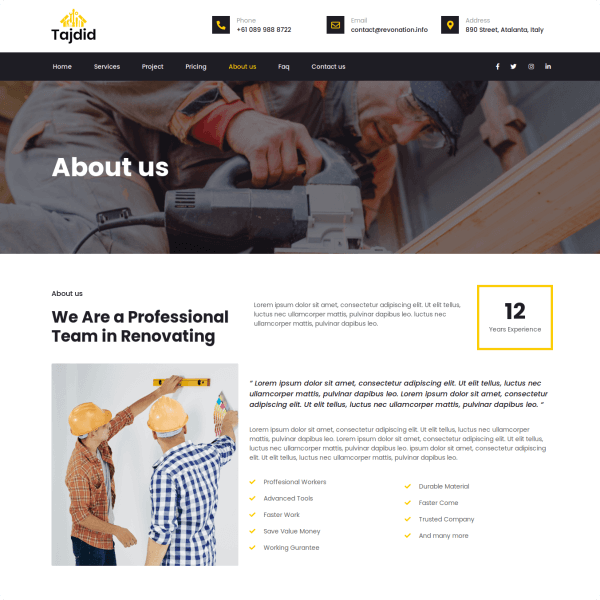 Tajdid
Phone
+61 089 988 8722
Email
contact@revonation.info
Address
890 Street, Atalanta, Italy
Home Services Project Pricing About us Faq Contact us
About us
About us
We Are a Professional
Team in Renovating
Lorem ipsum dolor sit amet, consectetur adipiscing elit. Ut elit tellus,
luctus nec ullamcorper mattis, pulvinar dapibus leo. Ut elit tellus, luctus nec ullamcorper
mattis, pulvinar dapibus leo.
12
Years Experience
“ Lorem ipsum dolor sit amet, consectetur adipiscing elit. Ut elit tellus, luctus nec
ullamcorper mattis, pulvinar dapibus leo. Lorem ipsum dolor sit amet, consectetur
adipiscing elit. Ut elit tellus, luctus nec ullamcorper mattis, pulvinar dapibus leo. “
Lorem ipsum dolor sit amet, consectetur adipiscing elit. Ut elit tellus, luctus nec ullamcorper
mattis, pulvinar dapibus leo. Lorem ipsum dolor sit amet, consectetur adipiscing elit. Ut elit tellus,
luctus nec ullamcorper mattis, pulvinar dapibus leo.ipsum dolor sit amet, consectetur adipiscing
elit. Ut elit tellus, luctus nec ullamcorper mattis, pulvinar dapibus leo.
Proffesional Workers
Advanced Tools
Faster Work
Save Value Money
Working Gurantee
Durable Material
Faster Come
Trusted Company
And many more